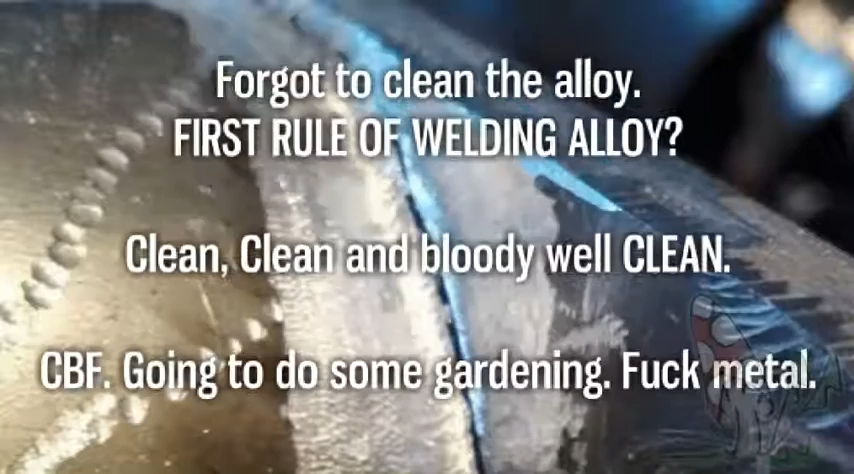 Forgot to clean the alloy.
FIRST RULE OF WELDING ALLOY?
Clean, Clean and bloody well CLEAN.
CBF. Going to do some gardening. Fuck metal.